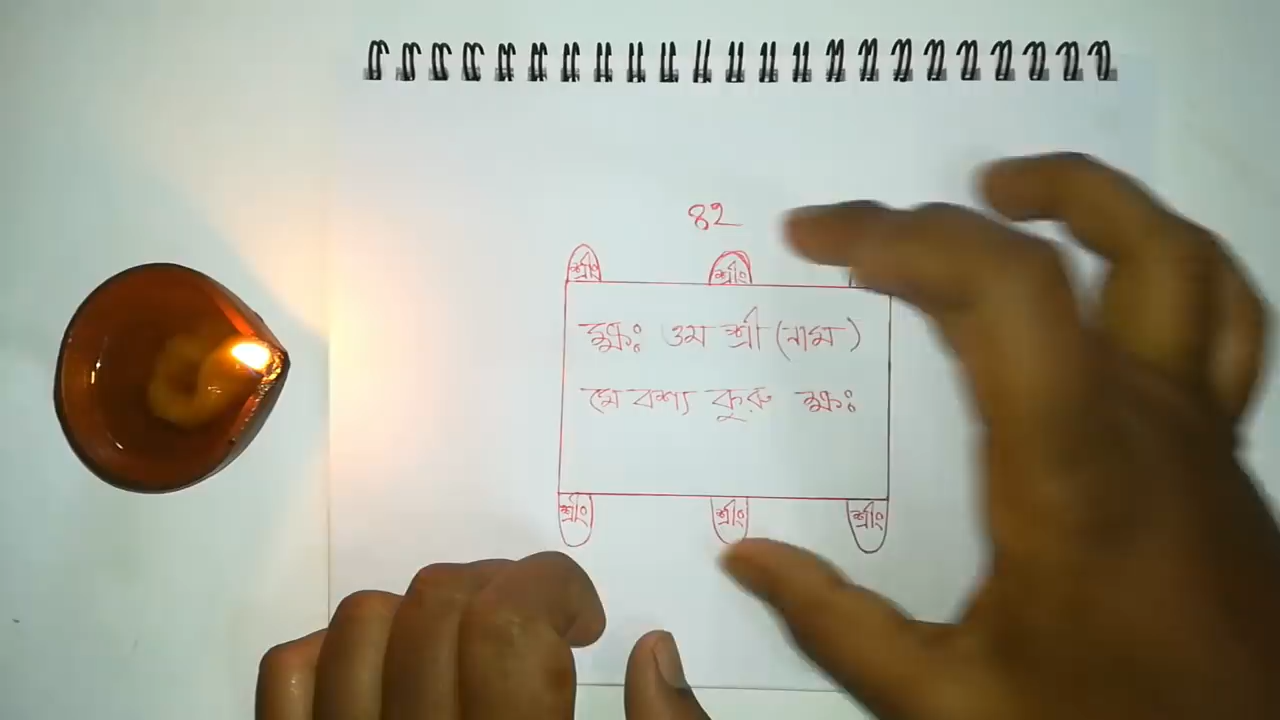 ৪২
শ্রীং শ্রীং
হ্মঃ ওম শ্রী (নাম)
মে বশ্য কুরু হ্মঃ
শ্রীং শ্রীং শ্রীং